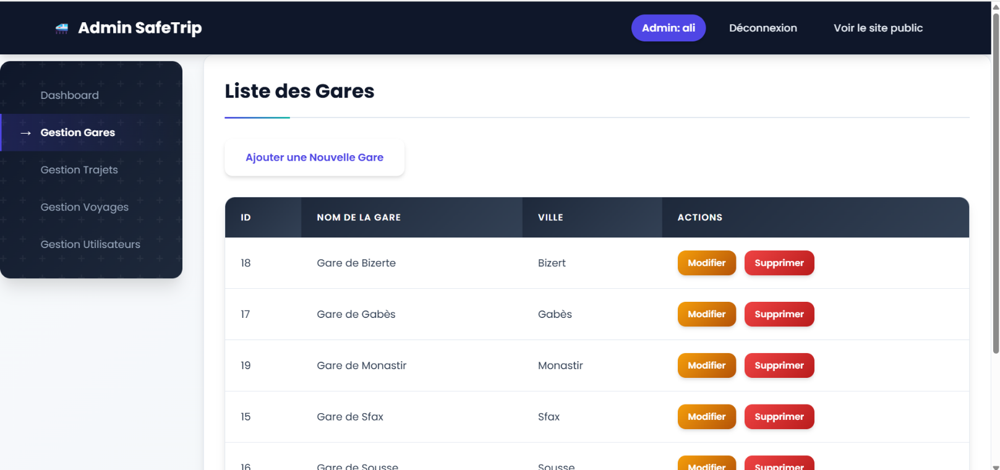 Admin SafeTrip
Admin: ali
Déconnexion
Voir le site public
Dashboard
→ Gestion Gares
Gestion Trajets
Gestion Voyages
Gestion Utilisateurs
Liste des Gares
Ajouter une Nouvelle Gare
ID NOM DE LA GARE VILLE ACTIONS
18 Gare de Bizerte Bizert Modifier Supprimer
17 Gare de Gabès Gabès Modifier Supprimer
19 Gare de Monastir Monastir Modifier Supprimer
15 Gare de Sfax Sfax Modifier Supprimer
16 Gare de Sousse Sousse Modifier Supprimer